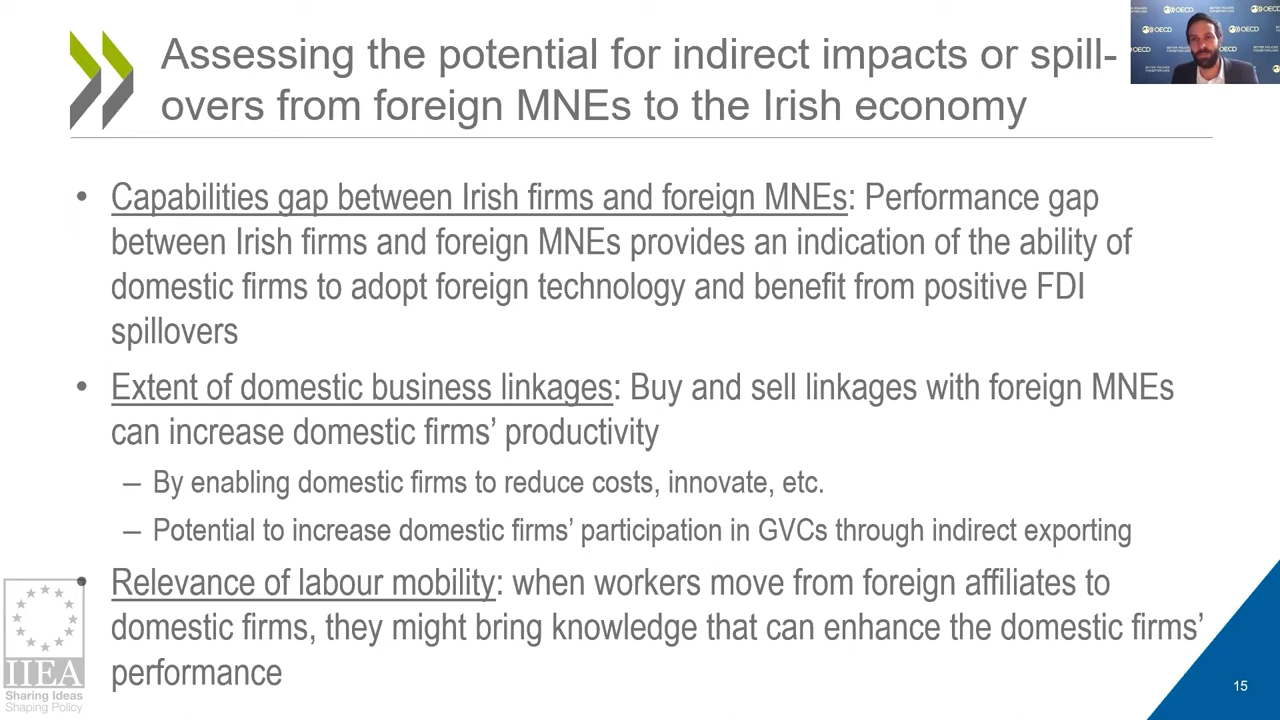 Assessing the potential for indirect impacts or spill-
overs from foreign MNEs to the Irish economy
OECD
OECD
OECD
OECD
• Capabilities gap between Irish firms and foreign MNEs: Performance gap
between Irish firms and foreign MNEs provides an indication of the ability of
domestic firms to adopt foreign technology and benefit from positive FDI
spillovers
• Extent of domestic business linkages: Buy and sell linkages with foreign MNEs
can increase domestic firms’ productivity
– By enabling domestic firms to reduce costs, innovate, etc.
– Potential to increase domestic firms’ participation in GVCs through indirect exporting
• Relevance of labour mobility: when workers move from foreign affiliates to
domestic firms, they might bring knowledge that can enhance the domestic firms’
performance
IIEA
Sharing Ideas
Shaping Policy
15